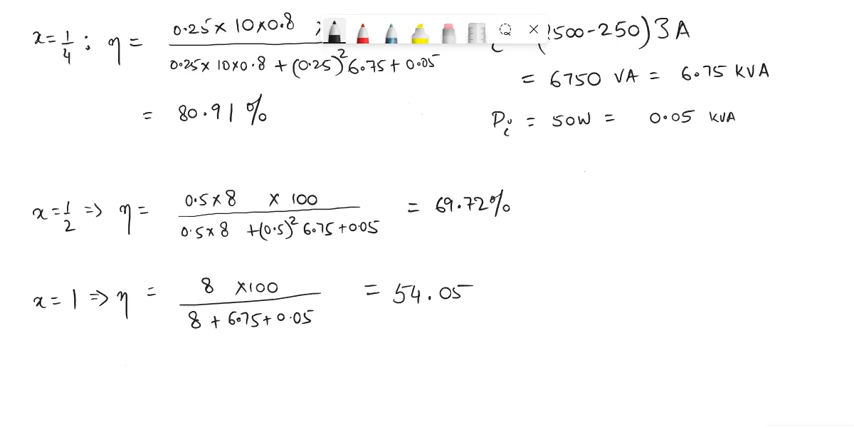 x = 1/4 ; η = 0.25 x 10 x 0.8 / 0.25 x 10 x 0.8 + (0.25)² 6.75 + 0.05
= 80.91 %
1500 - 250) 3 A
= 6750 VA = 6.75 KVA
Pi = 50W = 0.05 KVA
x = 1/2 => η = 0.5 x 8 x 100 / 0.5 x 8 + (0.5)² 6.75 + 0.05 = 69.72 %
x = 1 => η = 8 x 100 / 8 + 6.75 + 0.05 = 54.05